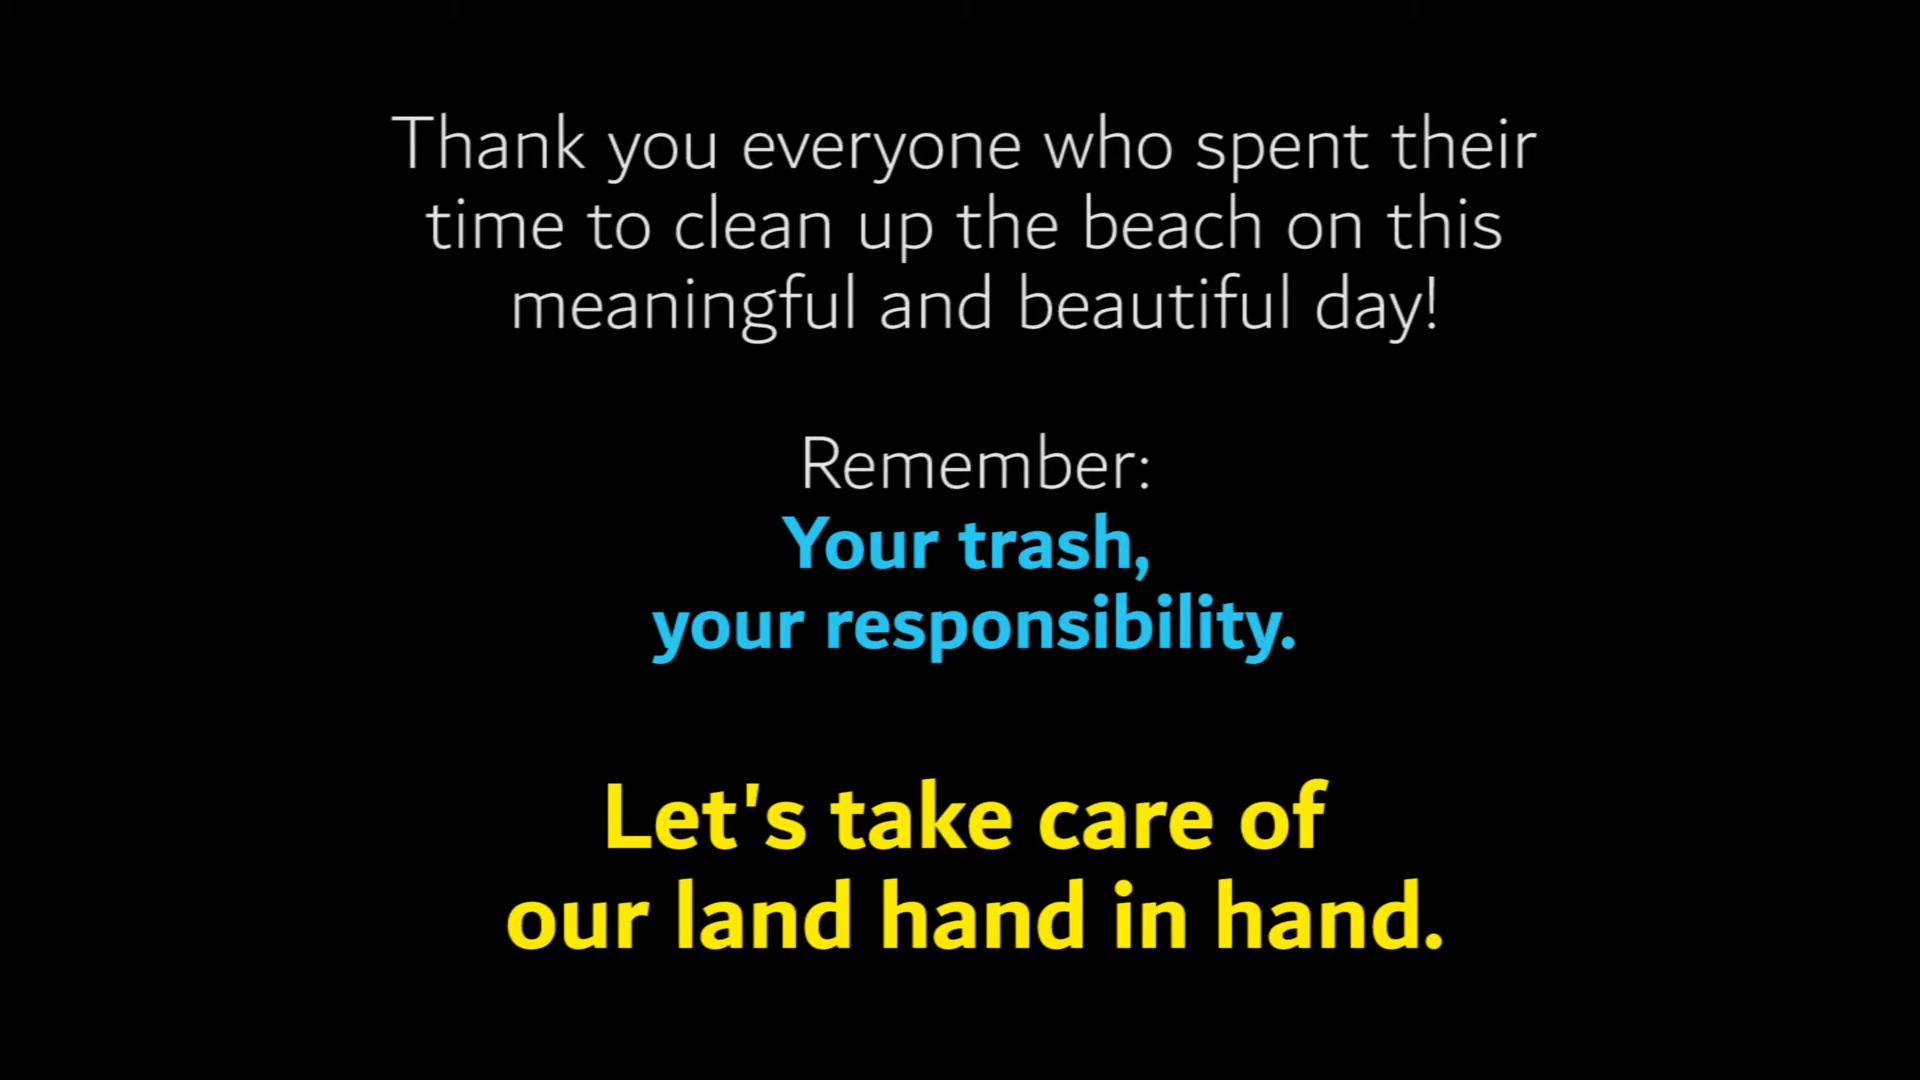 Thank you everyone who spent their
time to clean up the beach on this
meaningful and beautiful day!
Remember:
Your trash,
your responsibility.
Let's take care of
our land hand in hand.